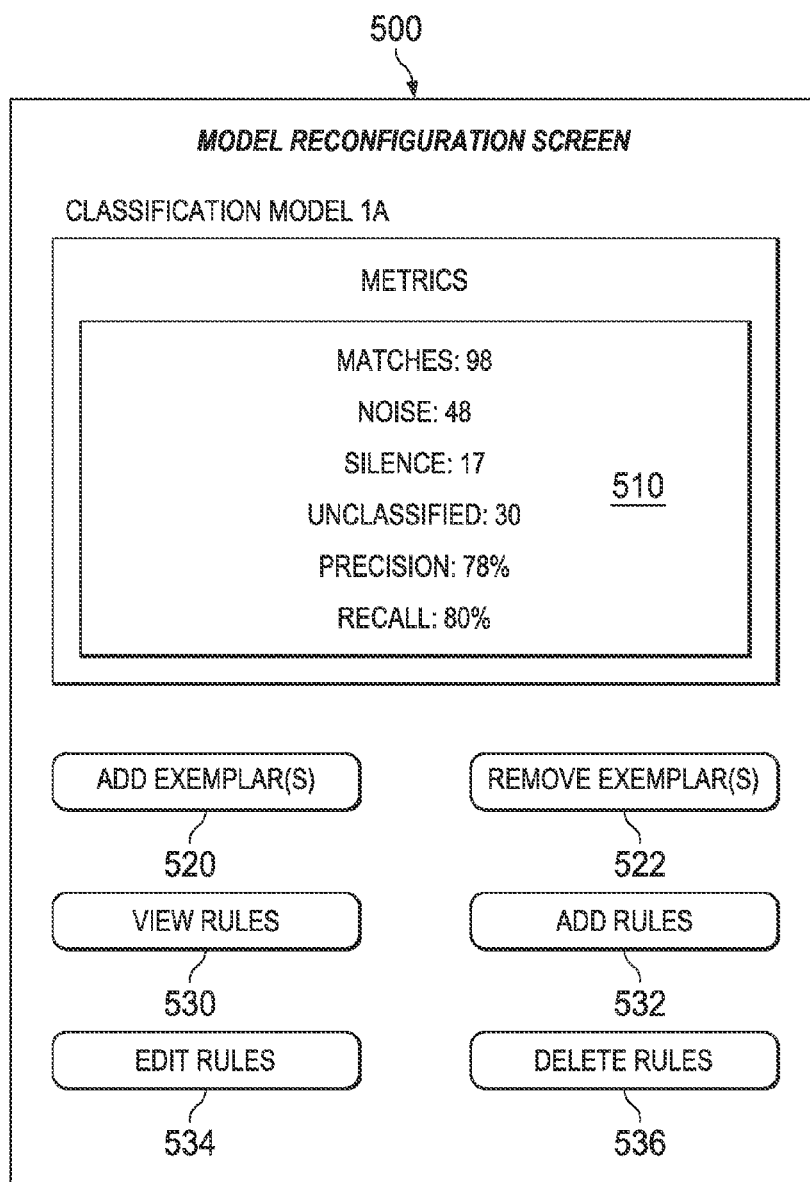 500
MODEL RECONFIGURATION SCREEN
CLASSIFICATION MODEL 1A
METRICS
MATCHES: 98
NOISE: 48
SILENCE: 17
510
UNCLASSIFIED: 30
PRECISION: 78%
RECALL: 80%
ADD EXEMPLAR(S)
REMOVE EXEMPLAR(S)
520
522
VIEW RULES
ADD RULES
530
532
EDIT RULES
DELETE RULES
534
536